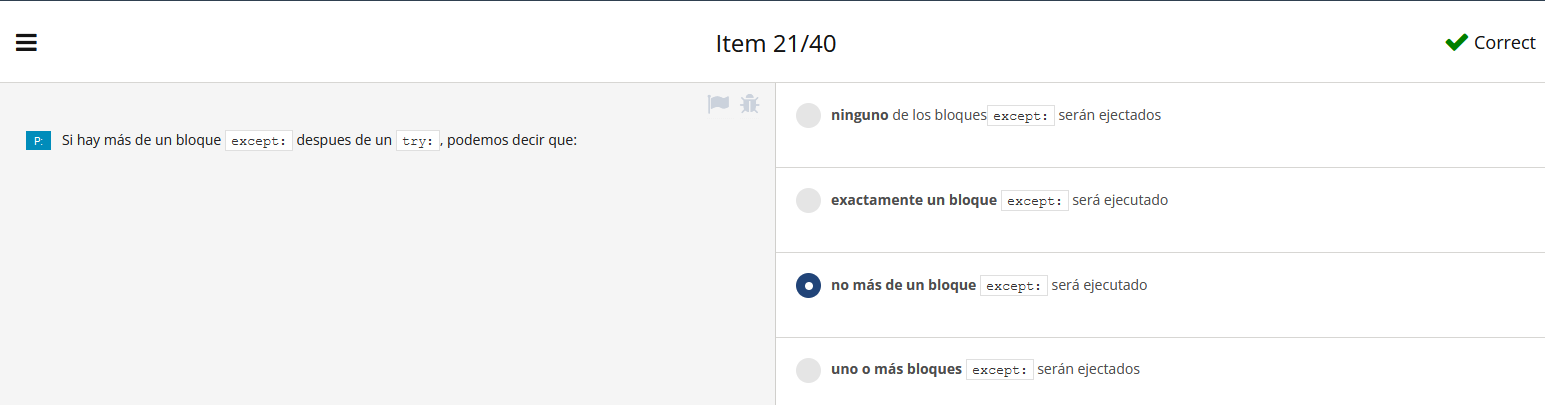 Item 21/40
Correct
P: Si hay más de un bloque except: despues de un try:, podemos decir que:
ninguno de los bloques except: serán ejectados
exactamente un bloque except: será ejecutado
no más de un bloque except: será ejecutado
uno o más bloques except: serán ejectados